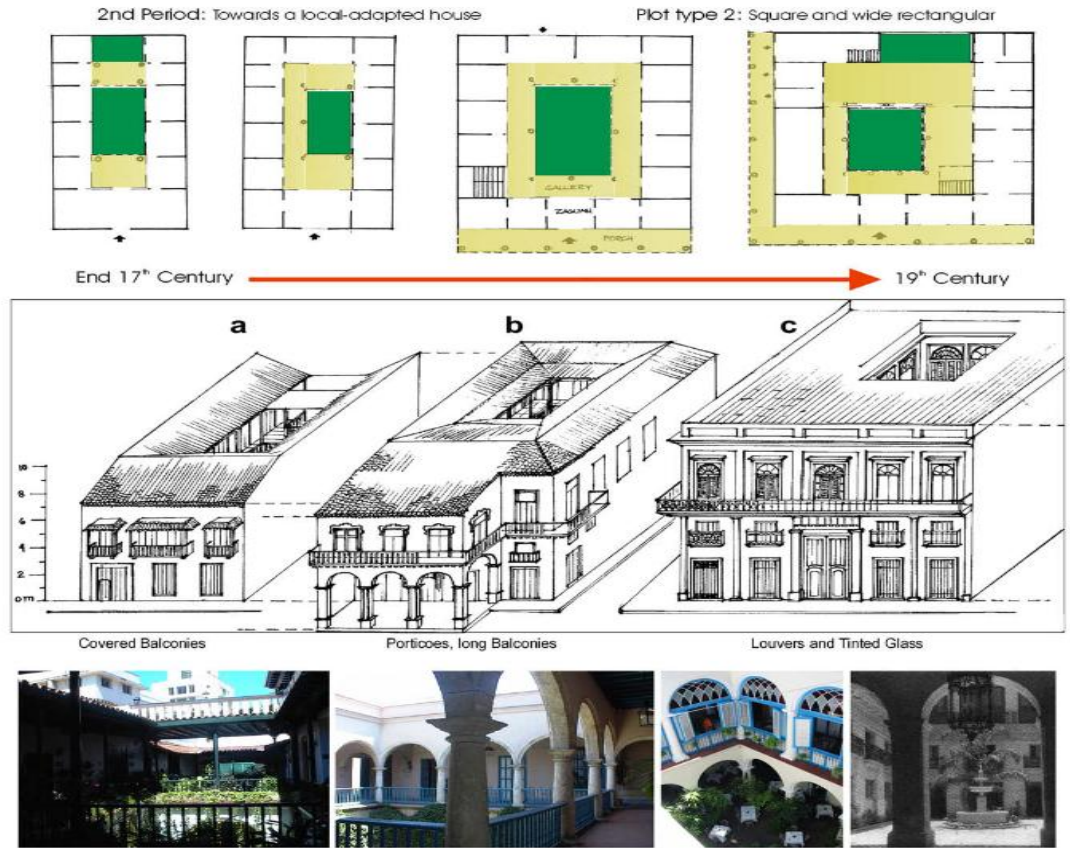 2nd Period: Towards a local-adapted house
Plot type 2: Square and wide rectangular
GALLERY
ZAGUAN
PORCH
End 17th Century
19th Century
a
b
c
10
8
6
4
2
0m
Covered Balconies
Porticoes, long Balconies
Louvers and Tinted Glass